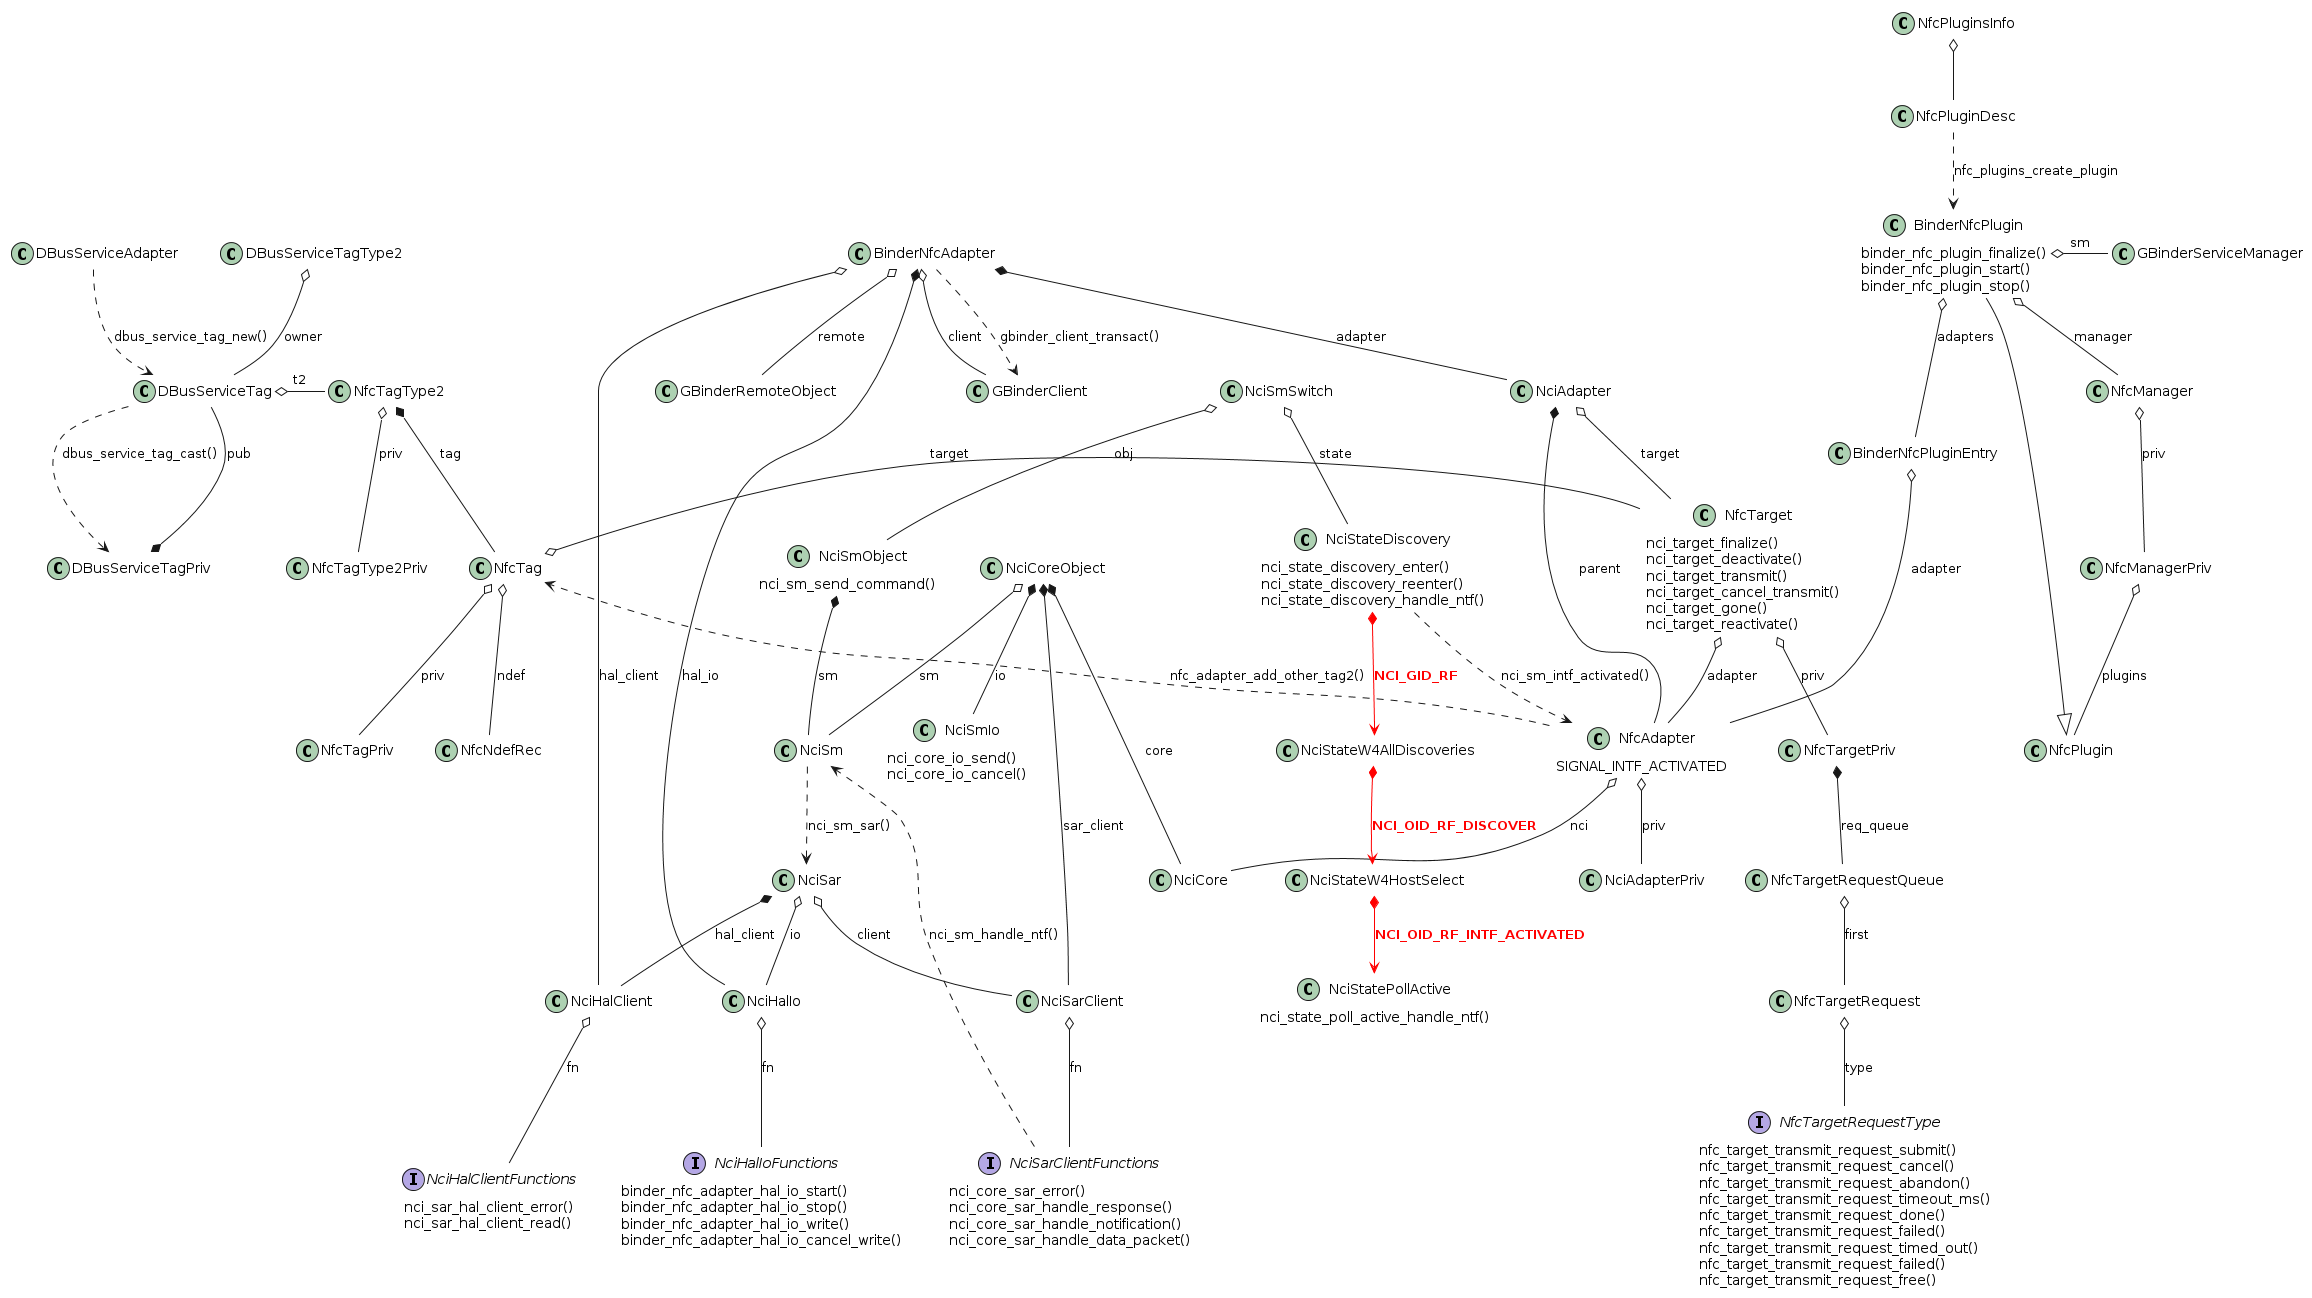 C NfcPluginsInfo
C NfcPluginDesc
nfc_plugins_create_plugin
C BinderNfcPlugin
binder_nfc_plugin_finalize()
binder_nfc_plugin_start()
binder_nfc_plugin_stop()
sm
C GBinderServiceManager
C DBusServiceAdapter
C DBusServiceTagType2
C BinderNfcAdapter
dbus_service_tag_new()
owner
remote
client
gbinder_client_transact()
adapter
adapters
manager
C DBusServiceTag
t2
C NfcTagType2
C GBinderRemoteObject
C GBinderClient
C NciSmSwitch
C NciAdapter
C NfcManager
dbus_service_tag_cast()
pub
priv
tag
target
obj
state
target
C BinderNfcPluginEntry
priv
C NfcTarget
nci_target_finalize()
nci_target_deactivate()
nci_target_transmit()
nci_target_cancel_transmit()
nci_target_gone()
nci_target_reactivate()
C DBusServiceTagPriv
C NfcTagType2Priv
C NfcTag
C NciSmObject
nci_sm_send_command()
C NciCoreObject
C NciStateDiscovery
nci_state_discovery_enter()
nci_state_discovery_reenter()
nci_state_discovery_handle_ntf()
parent
adapter
C NfcManagerPriv
priv
ndef
hal_client
hal_io
sm
sm
io
nfc_adapter_add_other_tag2()
NCI_GID_RF
nci_sm_intf_activated()
adapter
priv
plugins
C NfcTagPriv
C NfcNdefRec
C NciSm
C NciSmIo
nci_core_io_send()
nci_core_io_cancel()
core
C NciStateW4AllDiscoveries
C NfcAdapter
SIGNAL_INTF_ACTIVATED
C NfcTargetPriv
C NfcPlugin
nci_sm_sar()
sar_client
NCI_OID_RF_DISCOVER
nci
priv
req_queue
C NciSar
C NciCore
C NciStateW4HostSelect
C NciAdapterPriv
C NfcTargetRequestQueue
hal_client
io
client
nci_sm_handle_ntf()
NCI_OID_RF_INTF_ACTIVATED
first
C NciHalClient
C NciHalIo
C NciSarClient
C NciStatePollActive
nci_state_poll_active_handle_ntf()
C NfcTargetRequest
fn
fn
fn
type
I NciHalClientFunctions
nci_sar_hal_client_error()
nci_sar_hal_client_read()
I NciHalIoFunctions
binder_nfc_adapter_hal_io_start()
binder_nfc_adapter_hal_io_stop()
binder_nfc_adapter_hal_io_write()
binder_nfc_adapter_hal_io_cancel_write()
I NciSarClientFunctions
nci_core_sar_error()
nci_core_sar_handle_response()
nci_core_sar_handle_notification()
nci_core_sar_handle_data_packet()
I NfcTargetRequestType
nfc_target_transmit_request_submit()
nfc_target_transmit_request_cancel()
nfc_target_transmit_request_abandon()
nfc_target_transmit_request_timeout_ms()
nfc_target_transmit_request_done()
nfc_target_transmit_request_failed()
nfc_target_transmit_request_timed_out()
nfc_target_transmit_request_failed()
nfc_target_transmit_request_free()